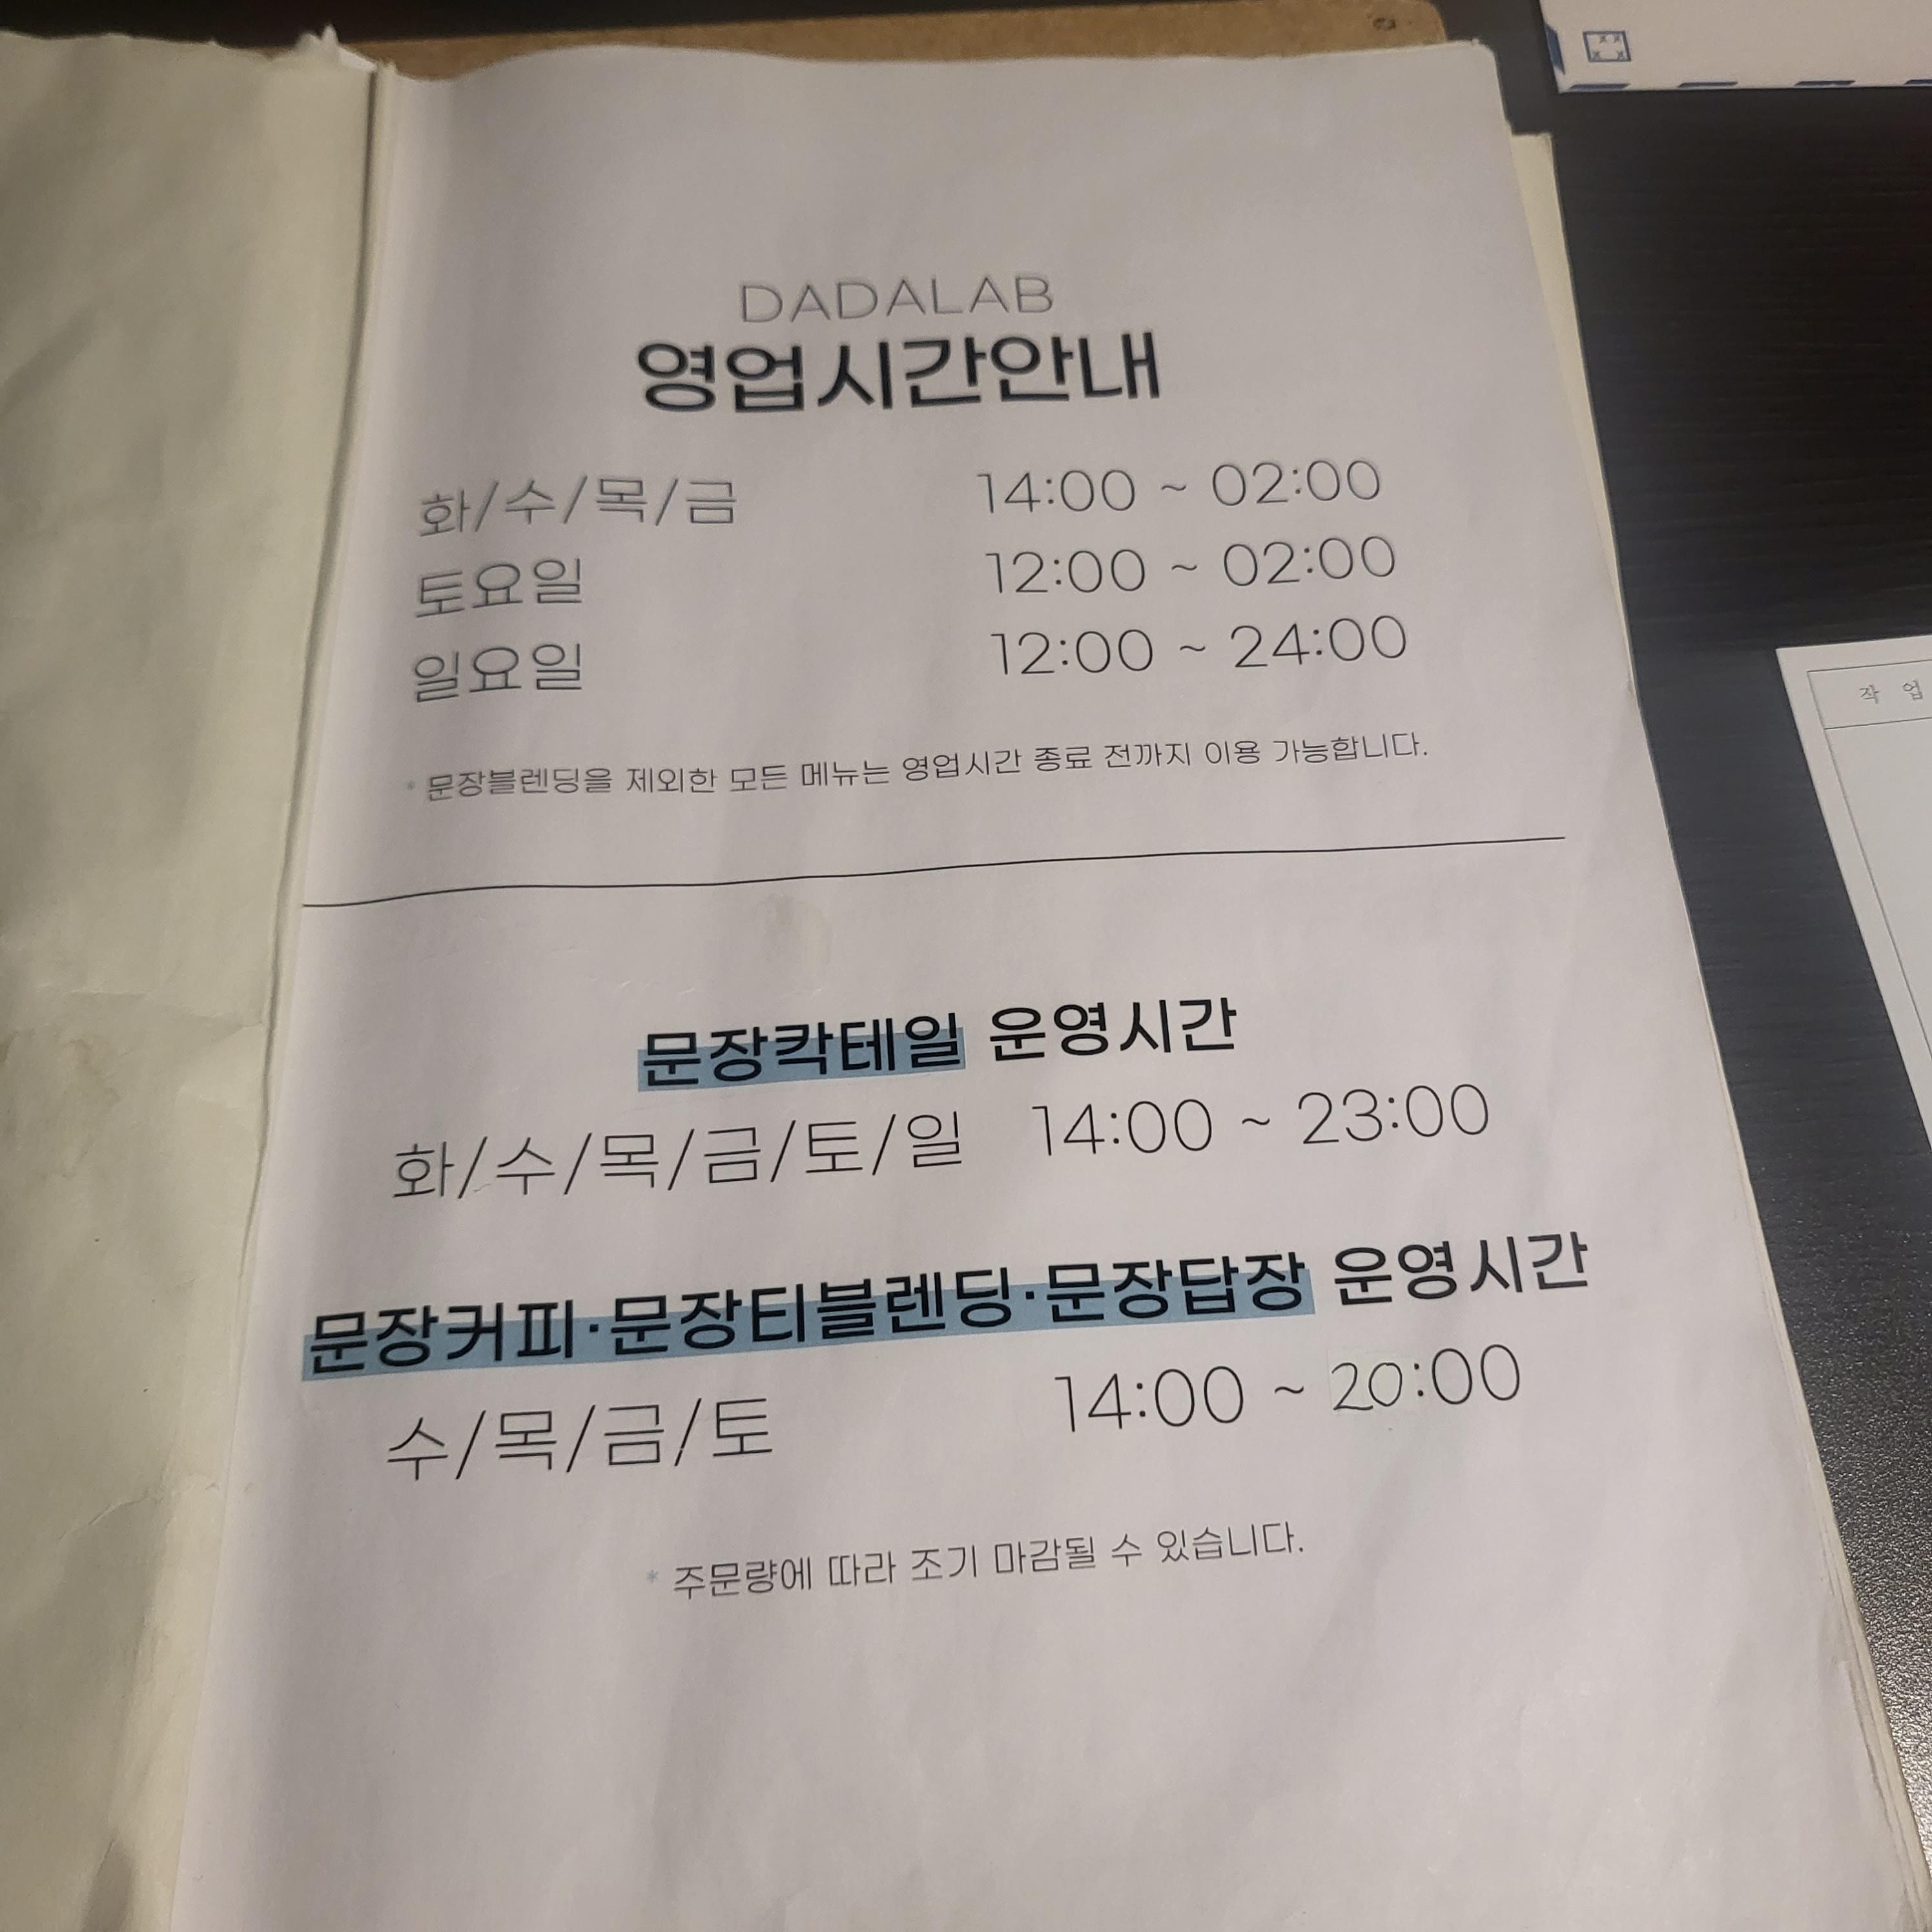 DADALAB
영업시간안내
화/수/목/금 14:00 ~ 02:00
토요일 12:00 ~ 02:00
일요일 12:00 ~ 24:00
* 문장블렌딩을 제외한 모든 메뉴는 영업시간 종료 전까지 이용 가능합니다.
문장칵테일 운영시간
화/수/목/금/토/일 14:00 ~ 23:00
문장커피·문장티블렌딩·문장답장 운영시간
수/목/금/토 14:00 ~ 20:00
* 주문량에 따라 조기 마감될 수 있습니다.
작 업